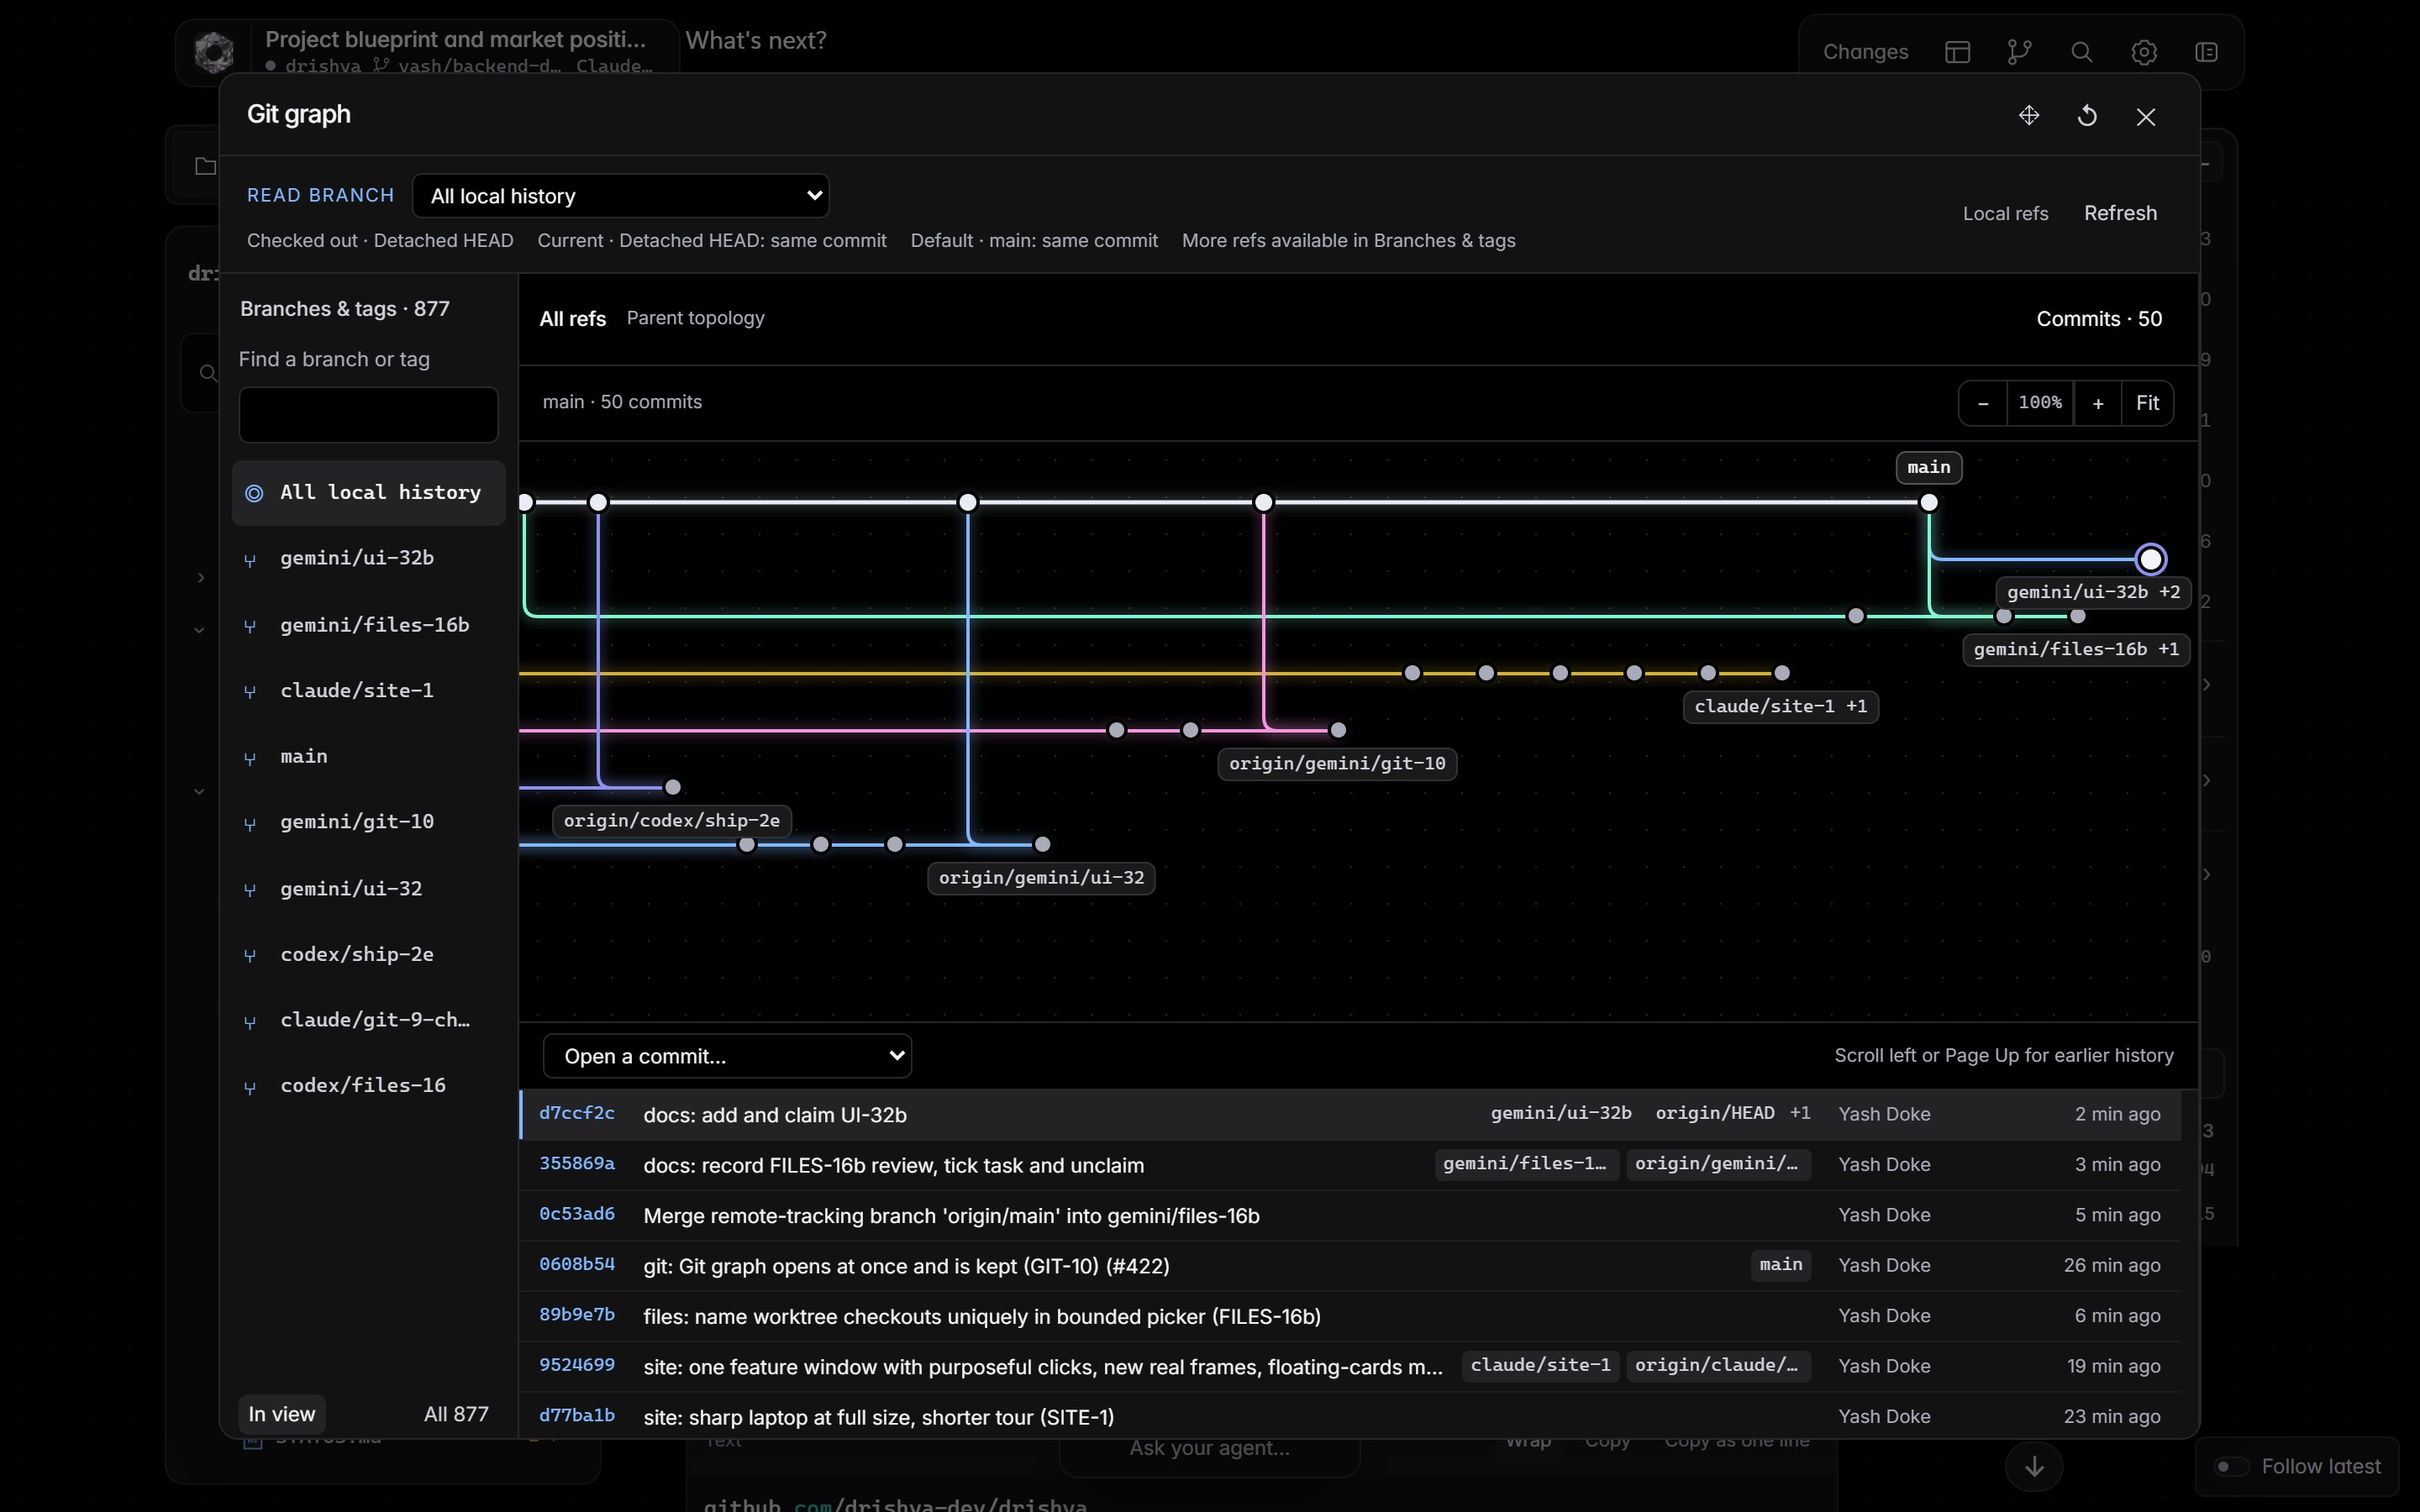 Project blueprint and market positi...
What's next?
Changes
drishya yash/backend-d… Claude…
Git graph
READ BRANCH All local history
Local refs Refresh
Checked out · Detached HEAD Current · Detached HEAD: same commit Default · main: same commit More refs available in Branches & tags
Branches & tags · 877
Find a branch or tag
All local history
gemini/ui-32b
gemini/files-16b
claude/site-1
main
gemini/git-10
gemini/ui-32
codex/ship-2e
claude/git-9-ch…
codex/files-16
In view All 877
All refs Parent topology Commits · 50
main · 50 commits
− 100% + Fit
main
gemini/ui-32b +2
gemini/files-16b +1
claude/site-1 +1
origin/gemini/git-10
origin/codex/ship-2e
origin/gemini/ui-32
Open a commit... Scroll left or Page Up for earlier history
d7ccf2c docs: add and claim UI-32b gemini/ui-32b origin/HEAD +1 Yash Doke 2 min ago
355869a docs: record FILES-16b review, tick task and unclaim gemini/files-1… origin/gemini/… Yash Doke 3 min ago
0c53ad6 Merge remote-tracking branch 'origin/main' into gemini/files-16b Yash Doke 5 min ago
0608b54 git: Git graph opens at once and is kept (GIT-10) (#422) main Yash Doke 26 min ago
89b9e7b files: name worktree checkouts uniquely in bounded picker (FILES-16b) Yash Doke 6 min ago
9524699 site: one feature window with purposeful clicks, new real frames, floating-cards m... claude/site-1 origin/claude/… Yash Doke 19 min ago
d77ba1b site: sharp laptop at full size, shorter tour (SITE-1) Yash Doke 23 min ago
Ask your agent...
Wrap Copy Copy as one line
Follow latest
github.com/drishya-dev/drishya